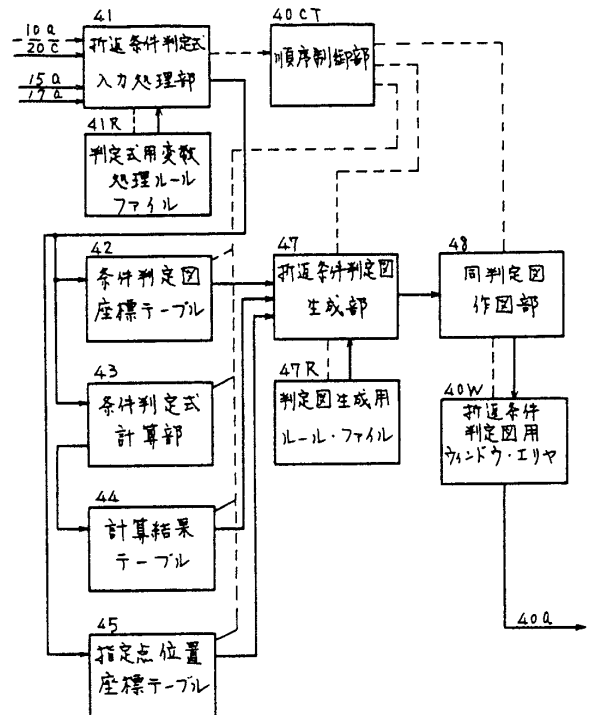 10a
20c
15a
17a
41
折返条件判定式
入力処理部
40CT
順序制御部
41R
判定式用変数
処理ルール
ファイル
42
条件判定図
座標テーブル
47
折返条件判定図
生成部
48
同判定図
作図部
43
条件判定式
計算部
47R
判定図生成用
ルール・ファイル
40W
折返条件
判定図用
ウィンドウ・エリヤ
44
計算結果
テーブル
45
指定点位置
座標テーブル
40a